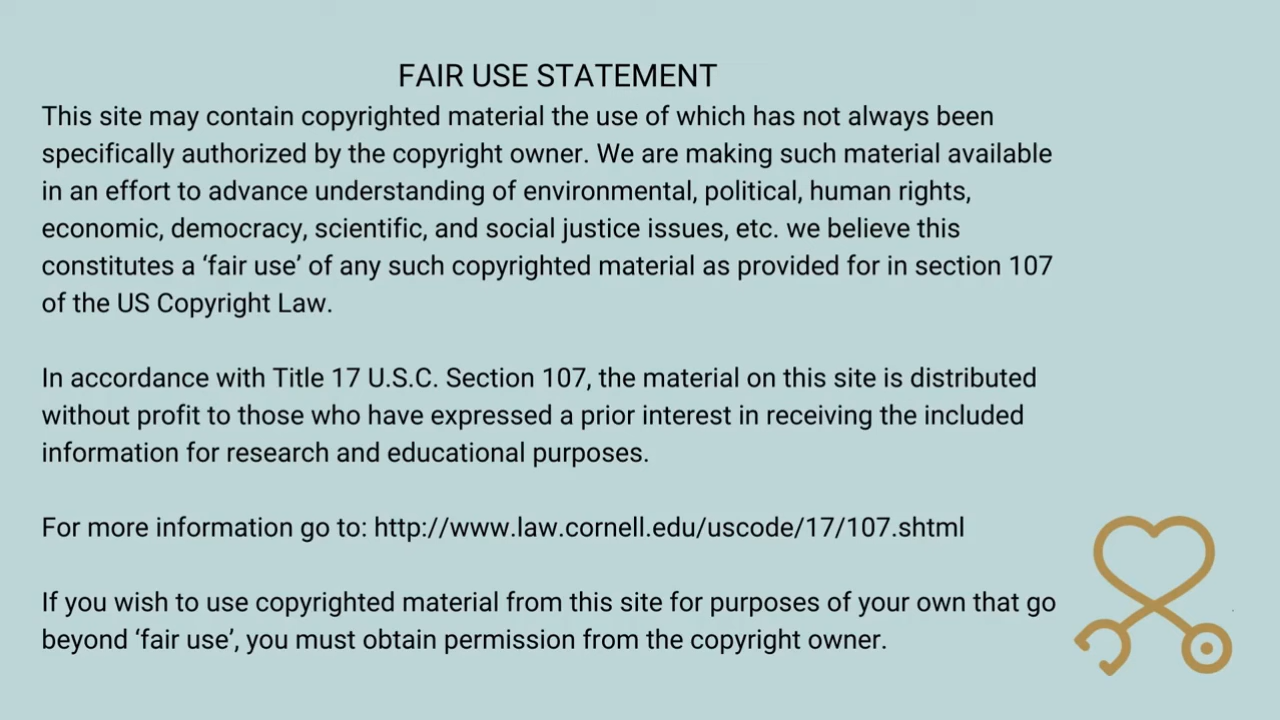 FAIR USE STATEMENT
This site may contain copyrighted material the use of which has not always been
specifically authorized by the copyright owner. We are making such material available
in an effort to advance understanding of environmental, political, human rights,
economic, democracy, scientific, and social justice issues, etc. we believe this
constitutes a ‘fair use’ of any such copyrighted material as provided for in section 107
of the US Copyright Law.
In accordance with Title 17 U.S.C. Section 107, the material on this site is distributed
without profit to those who have expressed a prior interest in receiving the included
information for research and educational purposes.
For more information go to: http://www.law.cornell.edu/uscode/17/107.shtml
If you wish to use copyrighted material from this site for purposes of your own that go
beyond ‘fair use’, you must obtain permission from the copyright owner.